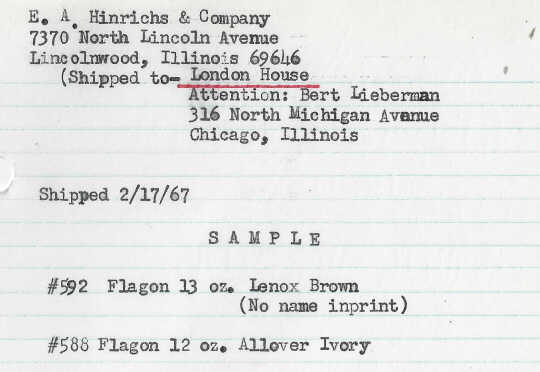 E. A. Hinrichs & Company
7370 North Lincoln Avenue
Lincolnwood, Illinois 69646
(Shipped to- London House
Attention: Bert Lieberman
316 North Michigan Avenue
Chicago, Illinois
Shipped 2/17/67
S A M P L E
#592 Flagon 13 oz. Lenox Brown
(No name inprint)
#588 Flagon 12 oz. Allover Ivory